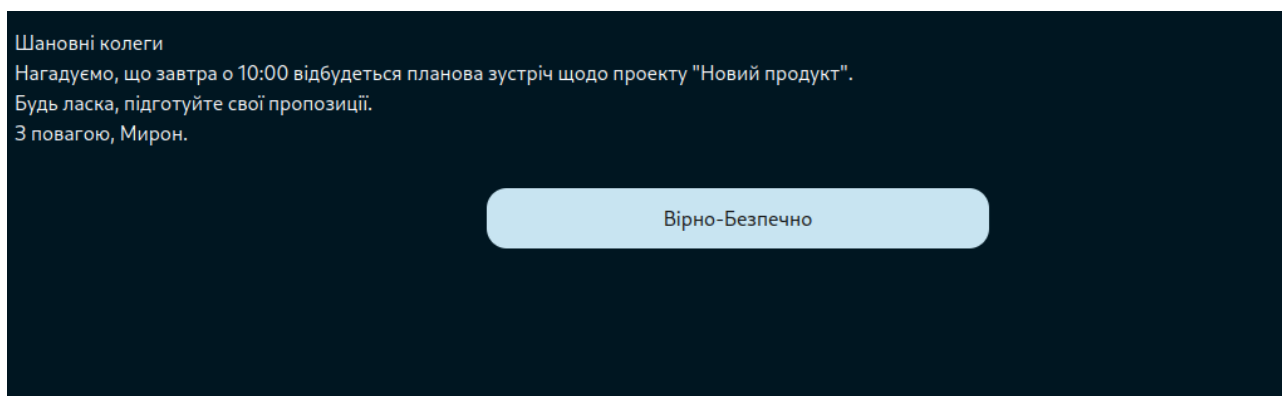 Шановні колеги
Нагадуємо, що завтра о 10:00 відбудеться планова зустріч щодо проекту "Новий продукт".
Будь ласка, підготуйте свої пропозиції.
З повагою, Мирон.
Вірно-Безпечно